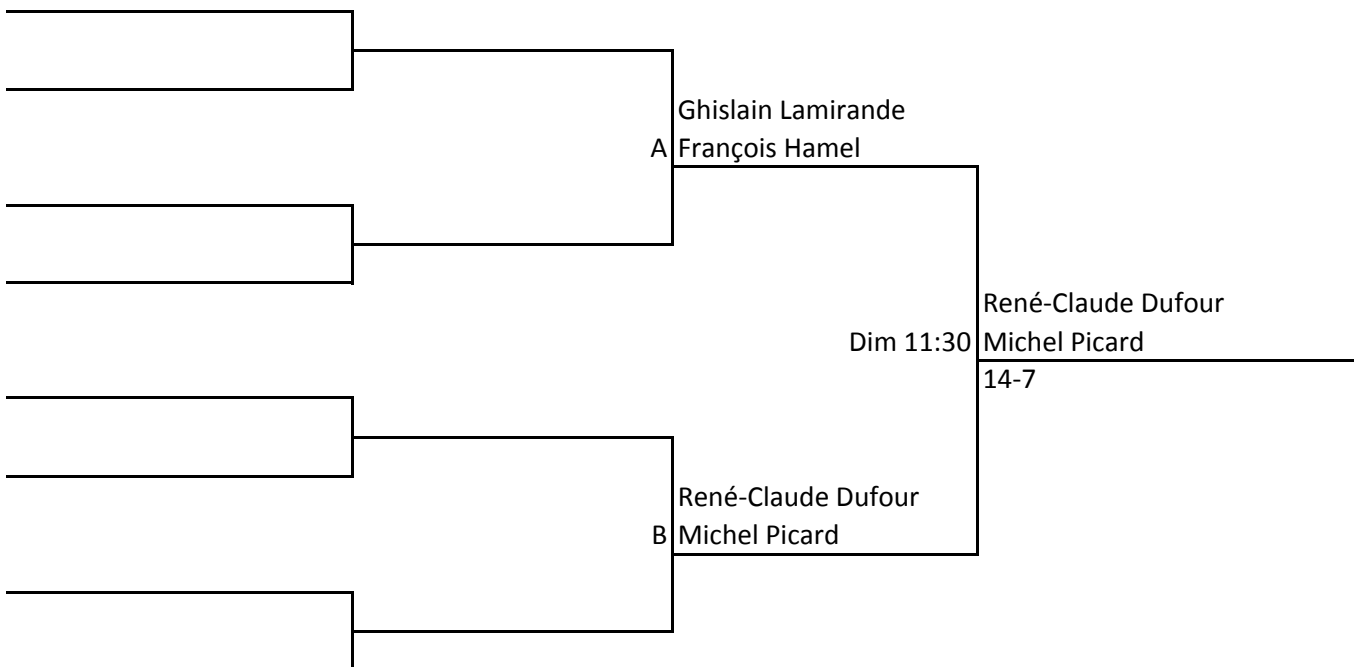 Ghislain Lamirande
A François Hamel
René-Claude Dufour
Dim 11:30 Michel Picard
14-7
René-Claude Dufour
B Michel Picard